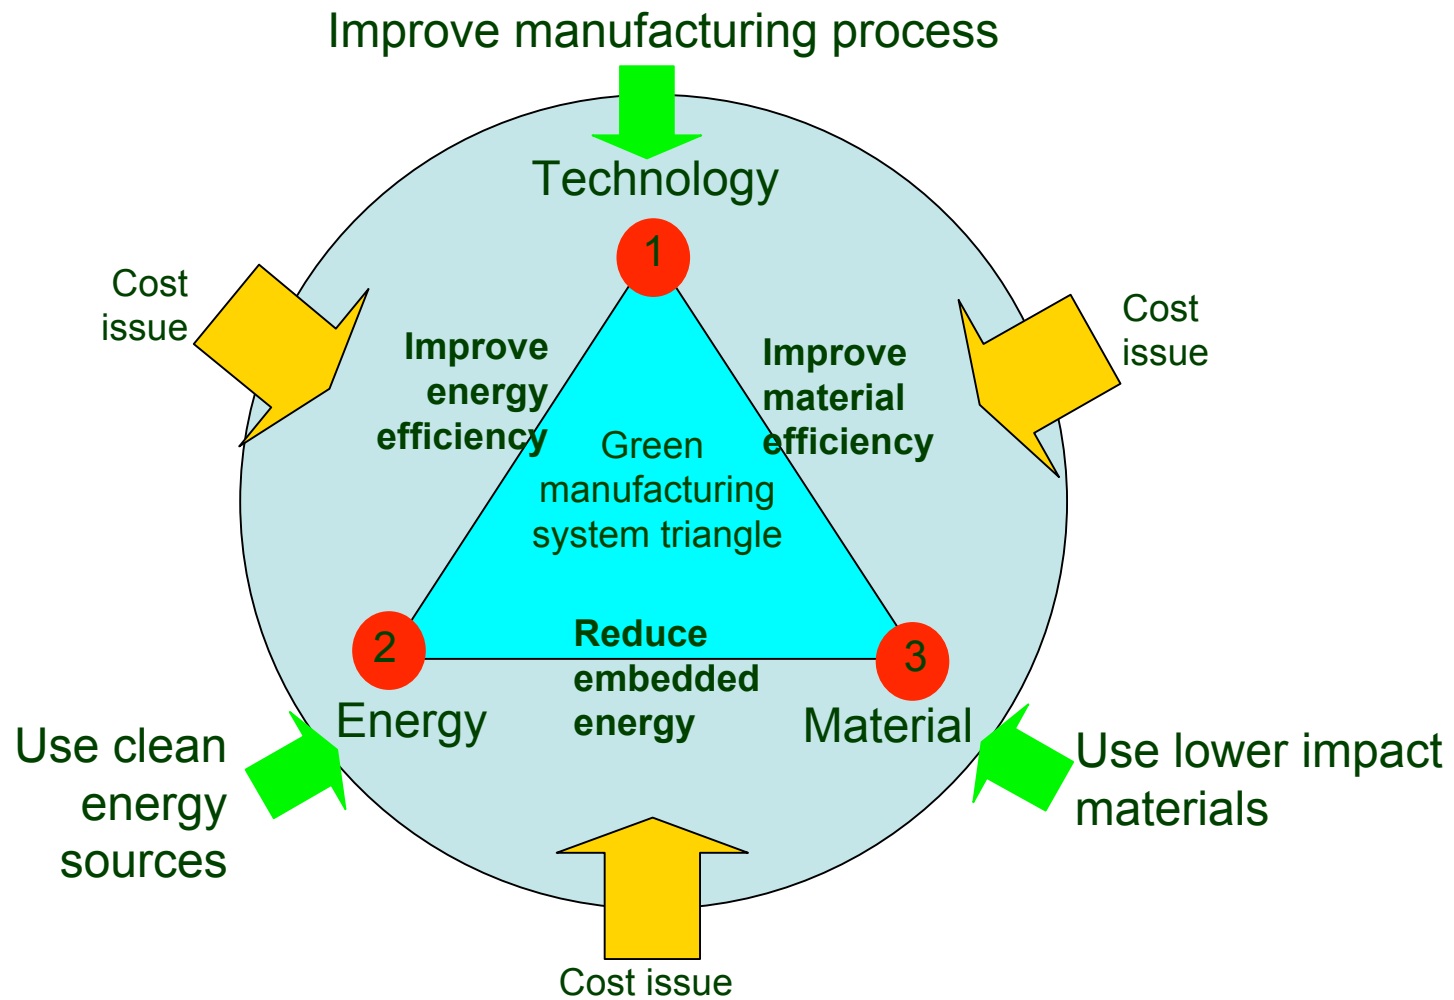 Improve manufacturing process
Technology
1
Cost
issue
Cost
issue
Improve
energy
efficiency
Improve
material
efficiency
Green
manufacturing
system triangle
2
Reduce
embedded
energy
3
Energy
Material
Use clean
energy
sources
Use lower impact
materials
Cost issue